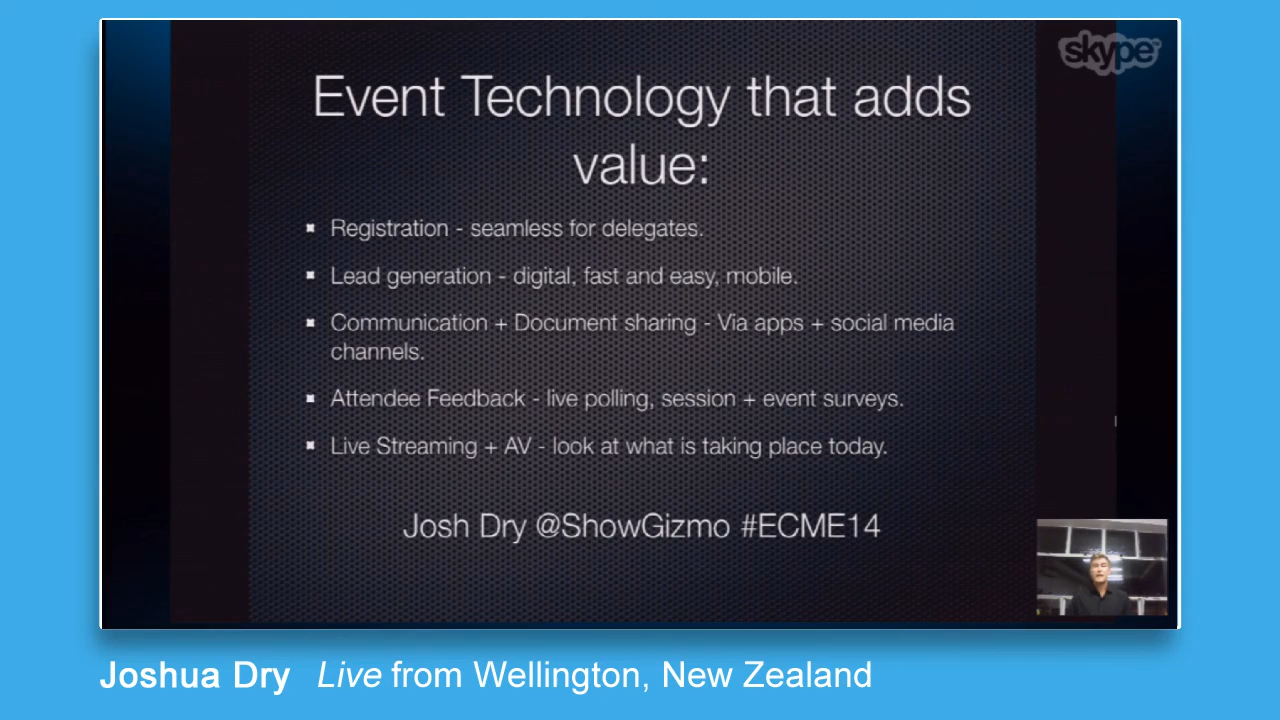 skype™
Event Technology that adds
value:
Registration - seamless for delegates.
Lead generation - digital, fast and easy, mobile.
Communication + Document sharing - Via apps + social media
channels.
Attendee Feedback - live polling, session + event surveys.
Live Streaming + AV - look at what is taking place today.
Josh Dry @ShowGizmo #ECME14
Joshua Dry Live from Wellington, New Zealand